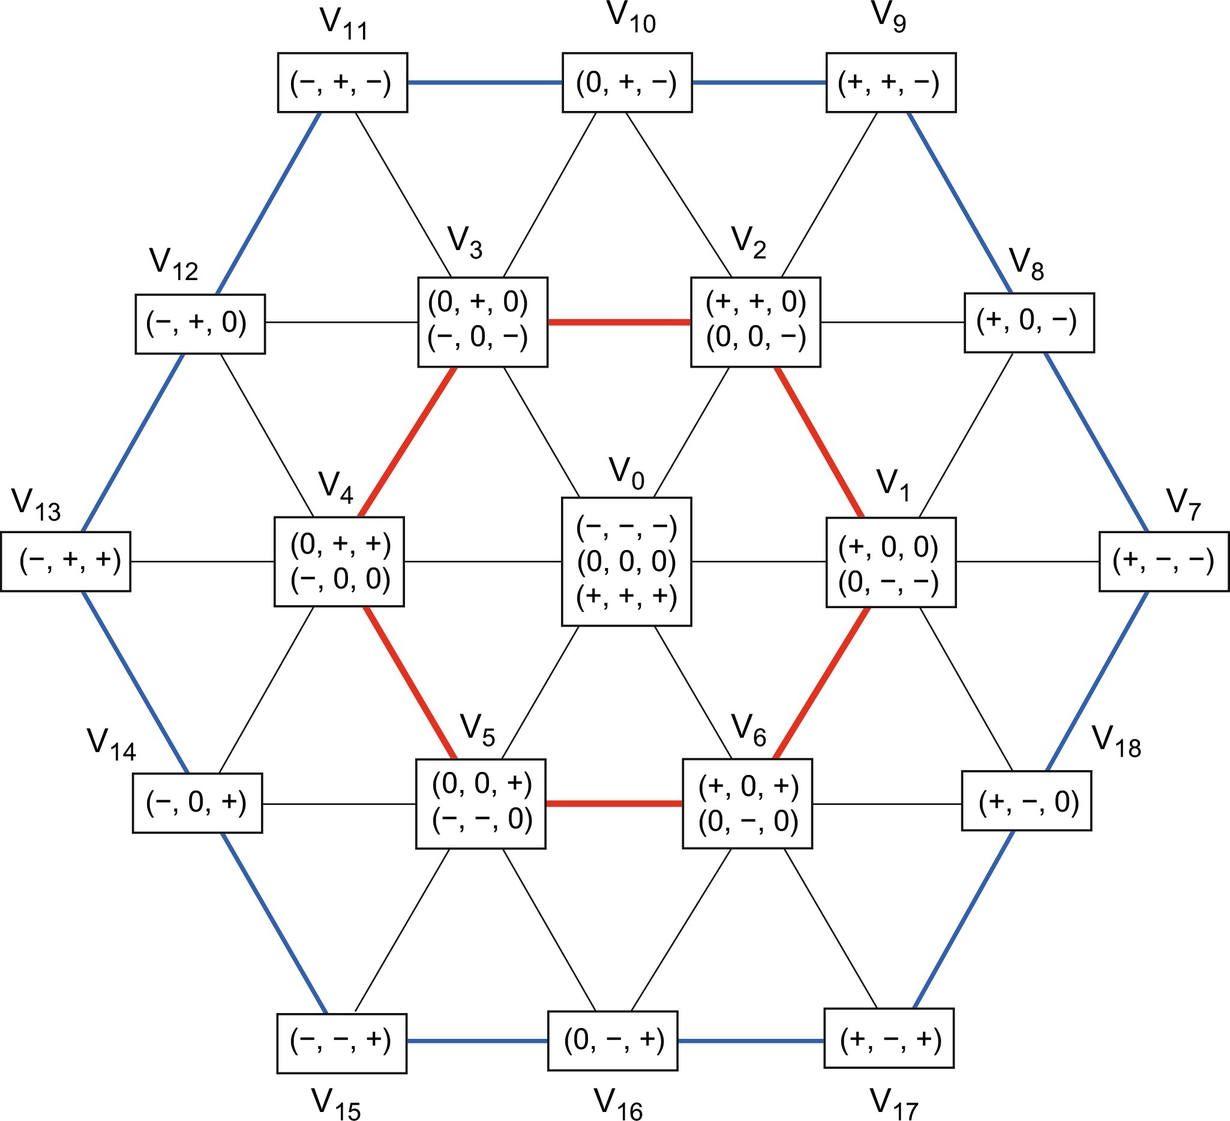 V11
V10
V9
(−, +, −)
(0, +, −)
(+, +, −)
V3
V2
V12
V8
(0, +, 0)
(−, 0, −)
(+, +, 0)
(0, 0, −)
(−, +, 0)
(+, 0, −)
V0
V4
V1
V13
V7
(0, +, +)
(−, 0, 0)
(−, −, −)
(0, 0, 0)
(+, +, +)
(+, 0, 0)
(0, −, −)
(−, +, +)
(+, −, −)
V5
V6
V14
V18
(0, 0, +)
(−, −, 0)
(+, 0, +)
(0, −, 0)
(−, 0, +)
(+, −, 0)
(−, −, +)
(0, −, +)
(+, −, +)
V15
V16
V17